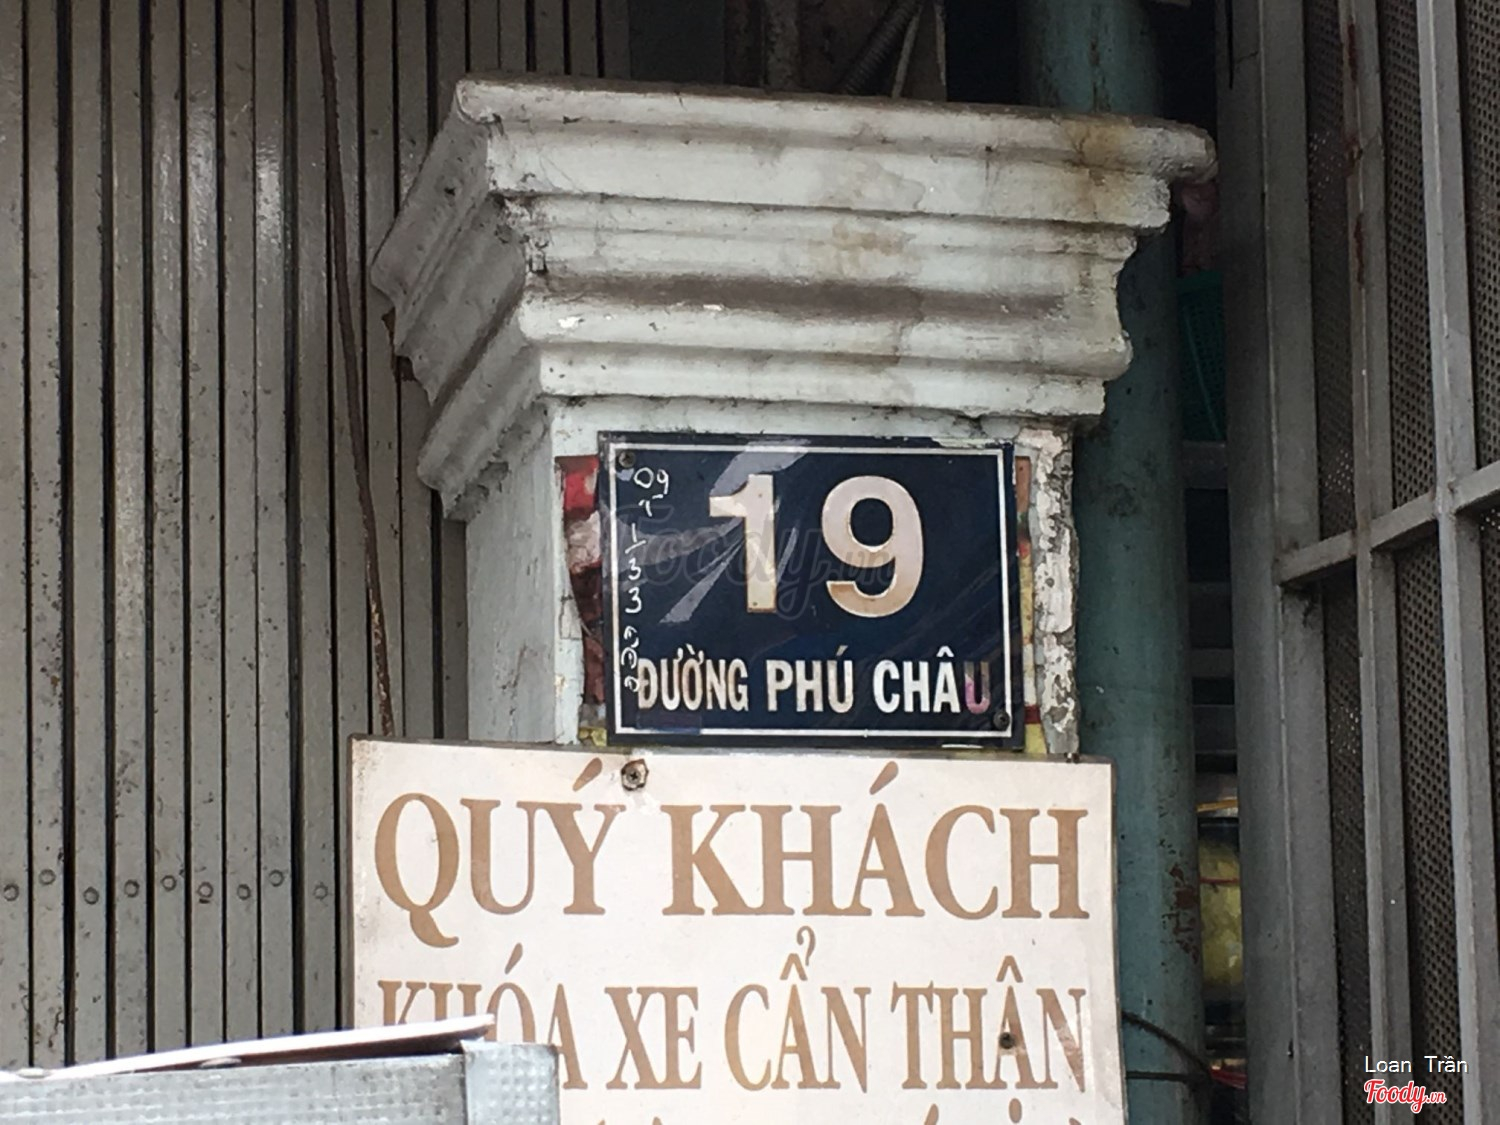 19
ĐƯỜNG PHÚ CHÂU
QUÝ KHÁCH
KHÓA XE CẨN THẬN
Loan Trần
Foody.vn